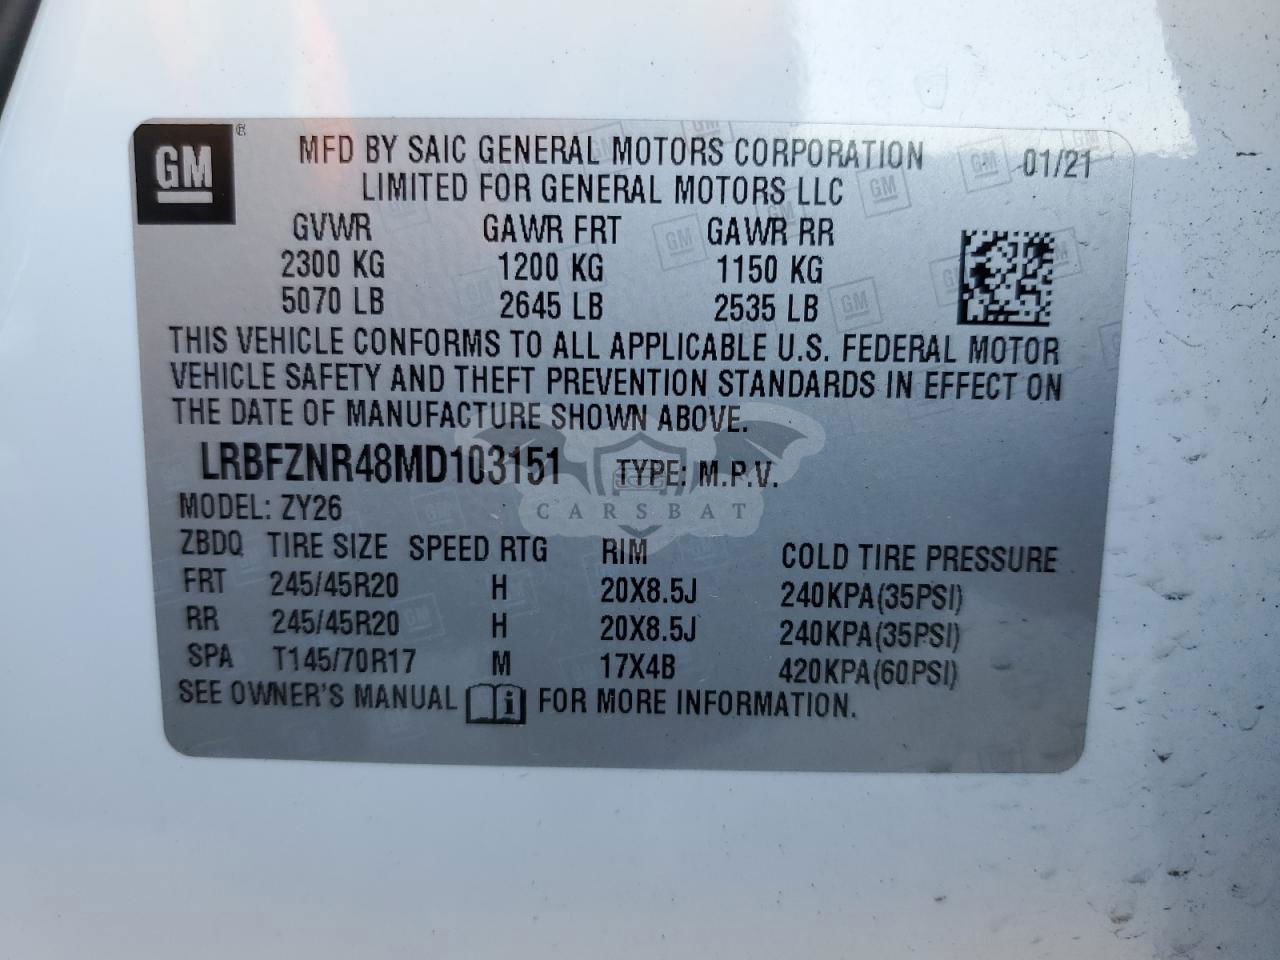 GM ® MFD BY SAIC GENERAL MOTORS CORPORATION 01/21
LIMITED FOR GENERAL MOTORS LLC
GVWR GAWR FRT GAWR RR
2300 KG 1200 KG 1150 KG
5070 LB 2645 LB 2535 LB
THIS VEHICLE CONFORMS TO ALL APPLICABLE U.S. FEDERAL MOTOR
VEHICLE SAFETY AND THEFT PREVENTION STANDARDS IN EFFECT ON
THE DATE OF MANUFACTURE SHOWN ABOVE.
LRBFZNR48MD103151 TYPE: M.P.V.
CARSBAT
MODEL: ZY26
ZBDQ TIRE SIZE SPEED RTG RIM COLD TIRE PRESSURE
FRT 245/45R20 H 20X8.5J 240KPA(35PSI)
RR 245/45R20 H 20X8.5J 240KPA(35PSI)
SPA T145/70R17 M 17X4B 420KPA(60PSI)
SEE OWNER'S MANUAL i FOR MORE INFORMATION.